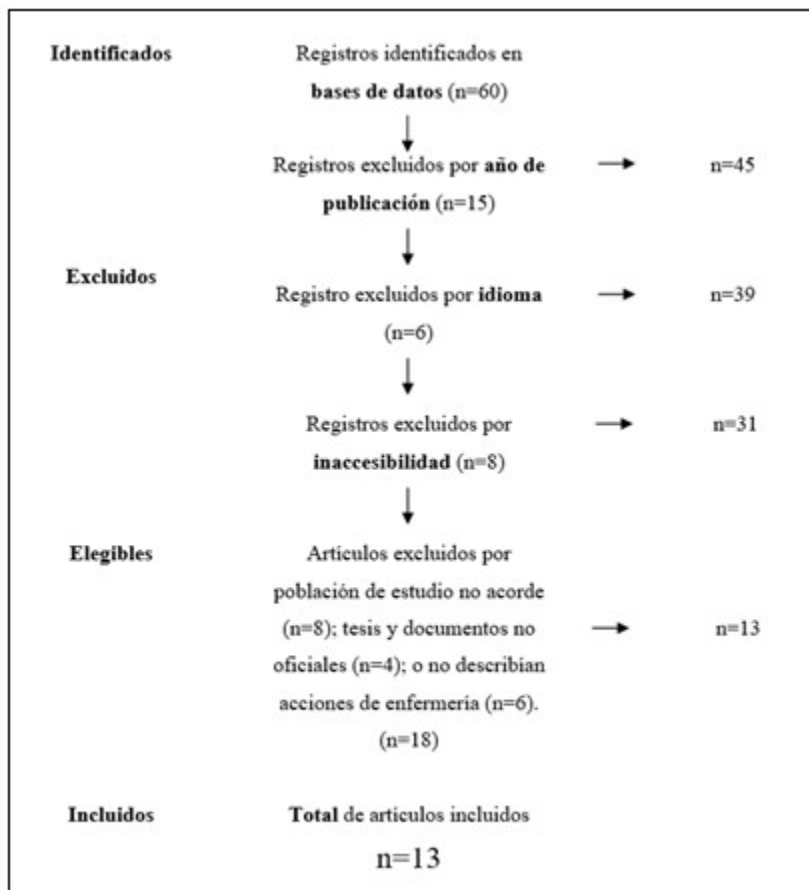 Identificados
Registros identificados en
bases de datos (n=60)
Registros excluidos por año de
publicación (n=15)
n=45
Excluidos
Registro excluidos por idioma
(n=6)
n=39
Registros excluidos por
inaccesibilidad (n=8)
n=31
Elegibles
Artículos excluidos por
población de estudio no acorde
(n=8); tesis y documentos no
oficiales (n=4); o no describian
acciones de enfermería (n=6).
(n=18)
n=13
Incluidos
Total de artículos incluidos
n=13